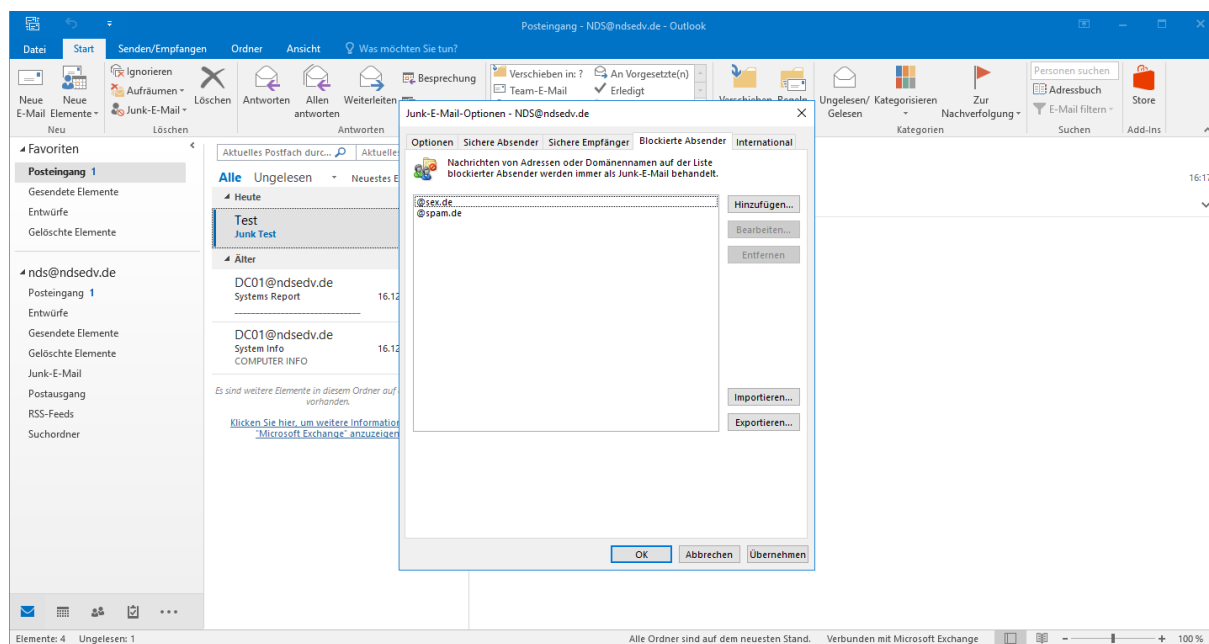 Posteingang - NDS@ndsedv.de - Outlook
Datei Start Senden/Empfangen Ordner Ansicht Was möchten Sie tun?
Neue E-Mail
Neue Elemente
Neu
Ignorieren
Aufräumen
Junk-E-Mail
Löschen
Löschen
Antworten
Allen antworten
Weiterleiten
Besprechung
Antworten
Verschieben in: ?
Team-E-Mail
An Vorgesetzte(n)
Erledigt
Verschieben Regeln
Ungelesen/ Gelesen
Kategorisieren
Zur Nachverfolgung
Kategorien
Personen suchen
Adressbuch
E-Mail filtern
Suchen
Store
Add-Ins
Favoriten
Posteingang 1
Gesendete Elemente
Entwürfe
Gelöschte Elemente
nds@ndsedv.de
Posteingang 1
Entwürfe
Gesendete Elemente
Gelöschte Elemente
Junk-E-Mail
Postausgang
RSS-Feeds
Suchordner
Aktuelles Postfach durc... Aktuelle
Alle Ungelesen Neuestes E
Heute
Test
Junk Test
Älter
DC01@ndsedv.de
Systems Report 16.12
DC01@ndsedv.de
System Info 16.12
COMPUTER INFO
Es sind weitere Elemente in diesem Ordner auf
vorhanden.
Klicken Sie hier, um weitere Information
"Microsoft Exchange" anzuzeigen
16:17
Junk-E-Mail-Optionen - NDS@ndsedv.de
Optionen Sichere Absender Sichere Empfänger Blockierte Absender International
Nachrichten von Adressen oder Domänennamen auf der Liste
blockierter Absender werden immer als Junk-E-Mail behandelt.
@sex.de
@spam.de
Hinzufügen...
Bearbeiten...
Entfernen
Importieren...
Exportieren...
OK Abbrechen Übernehmen
Elemente: 4 Ungelesen: 1 Alle Ordner sind auf dem neuesten Stand. Verbunden mit Microsoft Exchange 100 %